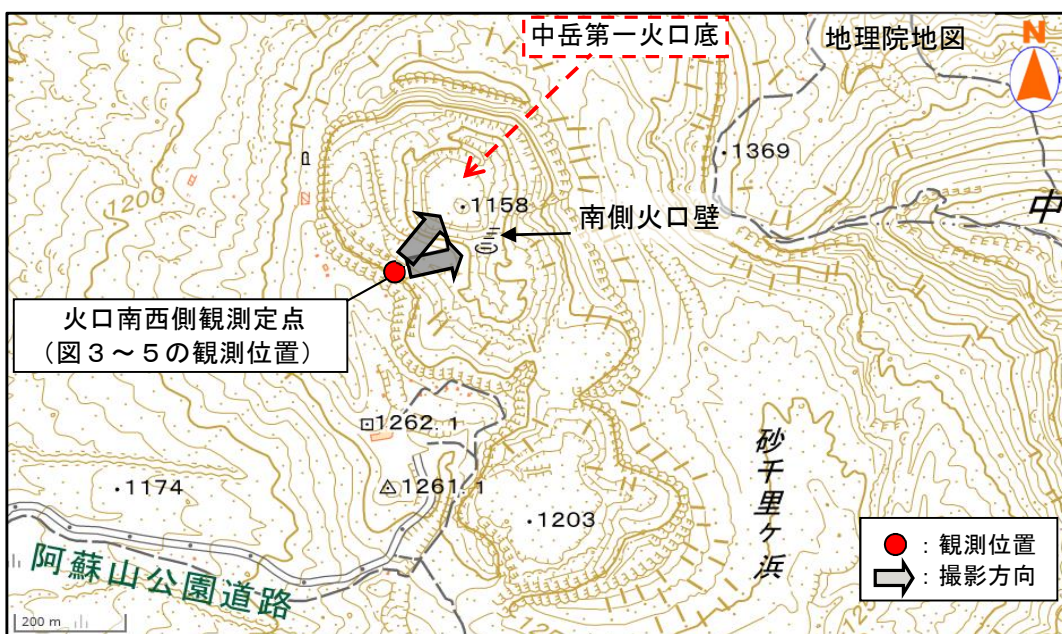 中岳第一火口底
地理院地図
N
・1369
1200
・1158
南側火口壁
中
火口南西側観測定点
(図3~5の観測位置)
1262.1
1261.1
・1174
・1203
砂千里ヶ浜
阿蘇山公園道路
:観測位置
:撮影方向
200 m